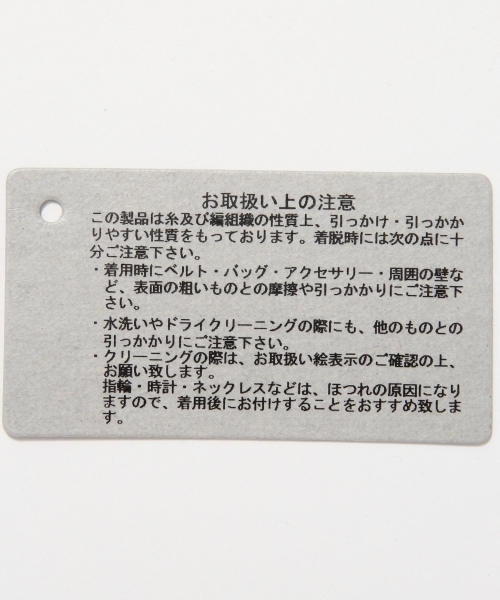 お取扱い上の注意
この製品は糸及び編組織の性質上、引っかけ・引っかか
りやすい性質をもっております。着脱時には次の点に十
分ご注意下さい。
・着用時にベルト・バッグ・アクセサリー・周囲の壁な
ど、表面の粗いものとの摩擦や引っかかりにご注意下
さい。
・水洗いやドライクリーニングの際にも、他のものとの
引っかかりにご注意下さい。
・クリーニングの際は、お取扱い絵表示のご確認の上、
お願い致します。
指輪・時計・ネックレスなどは、ほつれの原因になり
ますので、着用後にお付けすることをおすすめ致しま
す。